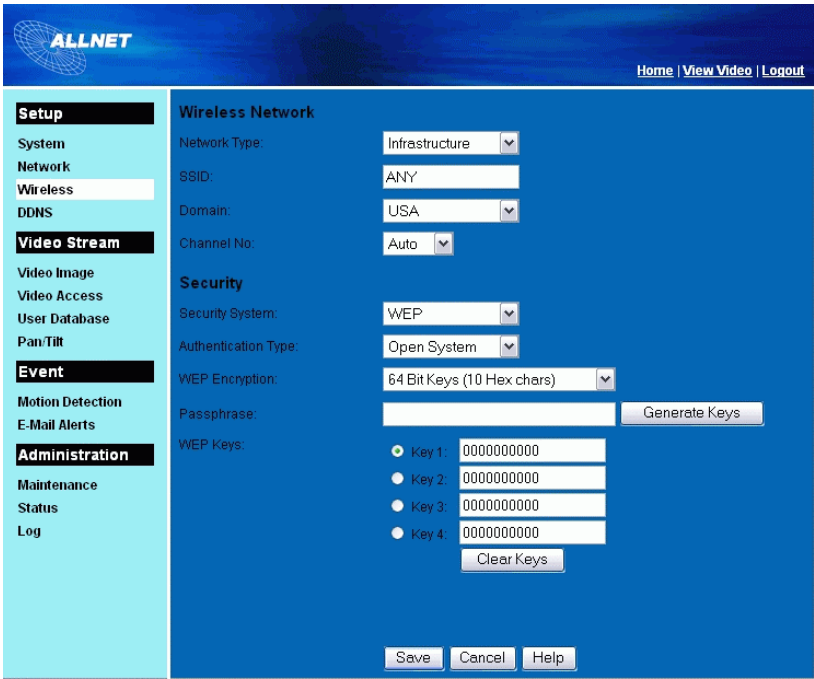 ALLNET
Home | View Video | Logout
Setup
System
Network
Wireless
DDNS
Video Stream
Video Image
Video Access
User Database
Pan/Tilt
Event
Motion Detection
E-Mail Alerts
Administration
Maintenance
Status
Log
Wireless Network
Network Type: Infrastructure
SSID: ANY
Domain: USA
Channel No: Auto
Security
Security System: WEP
Authentication Type: Open System
WEP Encryption: 64 Bit Keys (10 Hex chars)
Passphrase: Generate Keys
WEP Keys: Key 1: 0000000000
Key 2: 0000000000
Key 3: 0000000000
Key 4: 0000000000
Clear Keys
Save Cancel Help